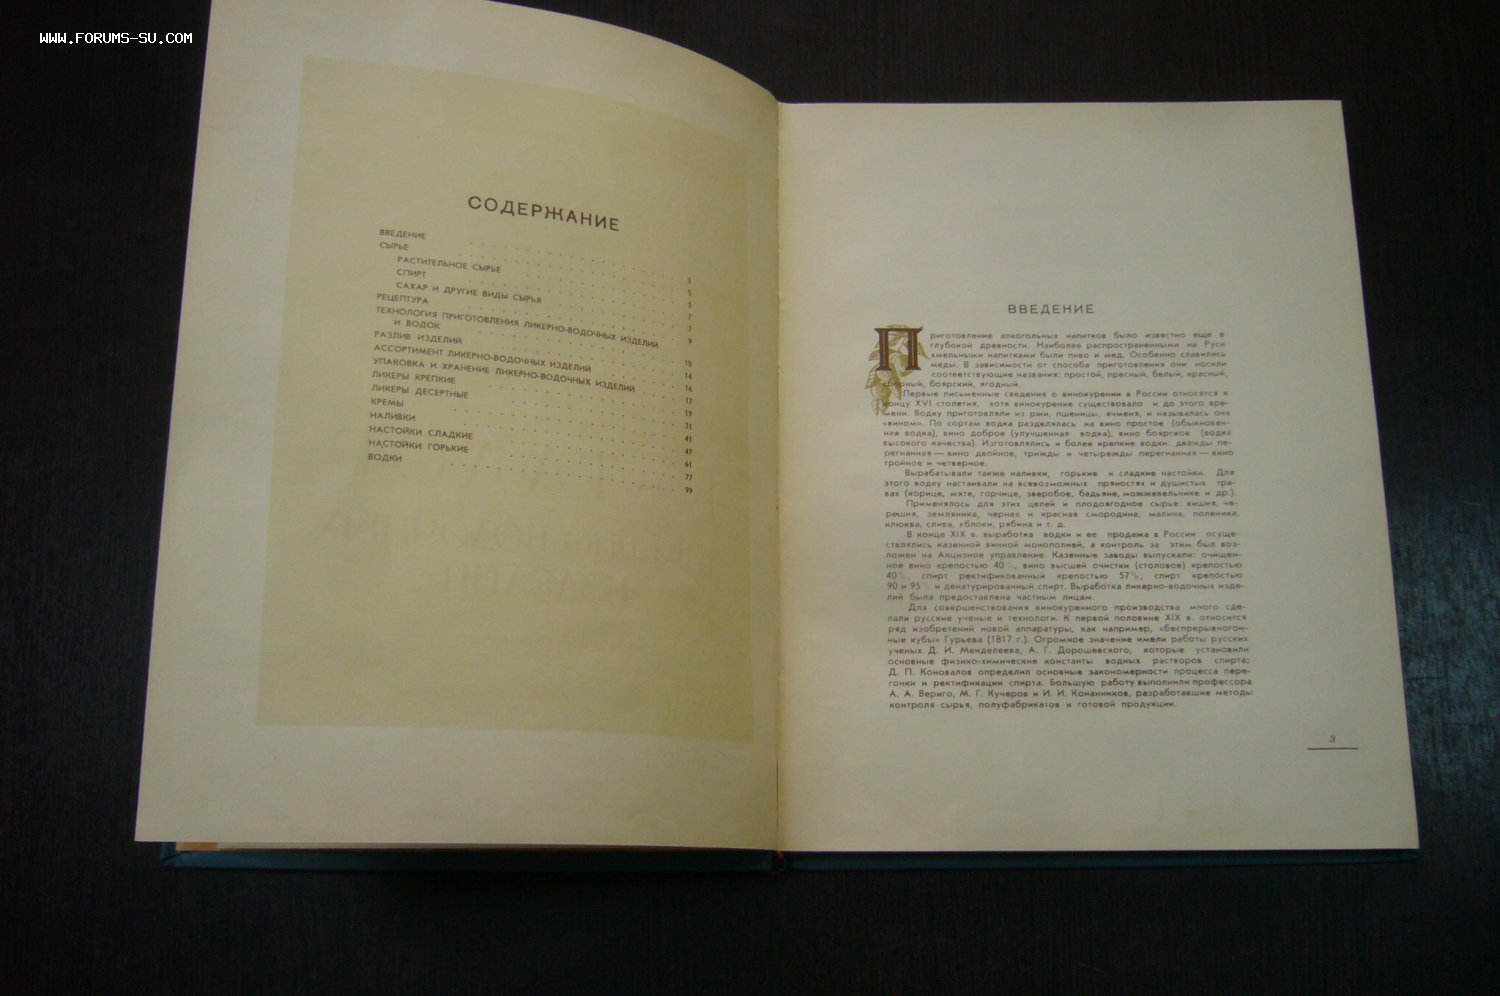 WWW.FORUMS-SU.COM
СОДЕРЖАНИЕ
ВВЕДЕНИЕ 3
СЫРЬЕ 5
РАСТИТЕЛЬНОЕ СЫРЬЕ 5
СПИРТ 7
САХАР И ДРУГИЕ ВИДЫ СЫРЬЯ 7
РЕЦЕПТУРА 9
ТЕХНОЛОГИЯ ПРИГОТОВЛЕНИЯ ЛИКЕРНО-ВОДОЧНЫХ ИЗДЕЛИЙ
И ВОДОК 10
РАЗЛИВ ИЗДЕЛИЙ 14
АССОРТИМЕНТ ЛИКЕРНО-ВОДОЧНЫХ ИЗДЕЛИЙ 16
УПАКОВКА И ХРАНЕНИЕ ЛИКЕРНО-ВОДОЧНЫХ ИЗДЕЛИЙ 17
ЛИКЕРЫ КРЕПКИЕ 19
ЛИКЕРЫ ДЕСЕРТНЫЕ 31
КРЕМЫ 41
НАЛИВКИ 47
НАСТОЙКИ СЛАДКИЕ 61
НАСТОЙКИ ГОРЬКИЕ 77
ВОДКИ 99
ВВЕДЕНИЕ
Приготовление алкогольных напитков было известно еще в
глубокой древности. Наиболее распространенными на Руси
хмельными напитками были пиво и мед. Особенно славились
меды. В зависимости от способа приготовления они носили
соответствующие названия: простой, пресный, белый, красный,
сборный, боярский, ягодный.
Первые письменные сведения о винокурении в России относятся к
концу XVI столетия, хотя винокурение существовало и до этого вре-
мени. Водку приготовляли из ржи, пшеницы, ячменя, и называлась она
«вином». По сортам водка разделялась на вино простое (обыкновен-
ная водка), вино доброе (улучшенная водка), вино боярское (водка
высокого качества). Изготовлялись и более крепкие водки: дважды пе-
регнанная — вино двойное, трижды и четырежды перегнанная — вино
тройное и четверное.
Вырабатывали также наливки, горькие и сладкие настойки. Для
этого водку настаивали на всевозможных пряностях и душистых тра-
вах (корице, мяте, горчице, зверобое, бадьяне, можжевельнике и др.).
Применялось для этих целей и плодоягодное сырье: вишня, че-
решня, земляника, черная и красная смородина, малина, поленика,
клюква, слива, яблоки, рябина и т. д.
В конце XIX в. выработка водки и ее продажа в России осуще-
ствлялись казенной винной монополией, а контроль за этим был воз-
ложен на Акцизное управление. Казенные заводы выпускали: очищен-
ное вино крепостью 40%, вино высшей очистки (столовое) крепостью
40%, спирт ректификованный крепостью 57%, спирт крепостью
90 и 95% и денатурированный спирт. Выработка ликерно-водочных изде-
лий была предоставлена частным лицам.
Для совершенствования винокуренного производства много сде-
лали русские ученые и технологи. К первой половине XIX в. относится
ряд изобретений новой аппаратуры, как например, «беспрерывногон-
ные кубы» Гурьева (1817 г.). Огромное значение имели работы русских
ученых Д. И. Менделеева, А. Г. Дорошевского, которые установили
основные физико-химические константы водных растворов спирта;
Д. П. Коновалов определил основные закономерности процесса пере-
гонки и ректификации спирта. Большую работу выполнили профессора
А. А. Вериго, М. Г. Кучеров и И. И. Конанников, разработавшие методы
контроля сырья, полуфабрикатов и готовой продукции.
3